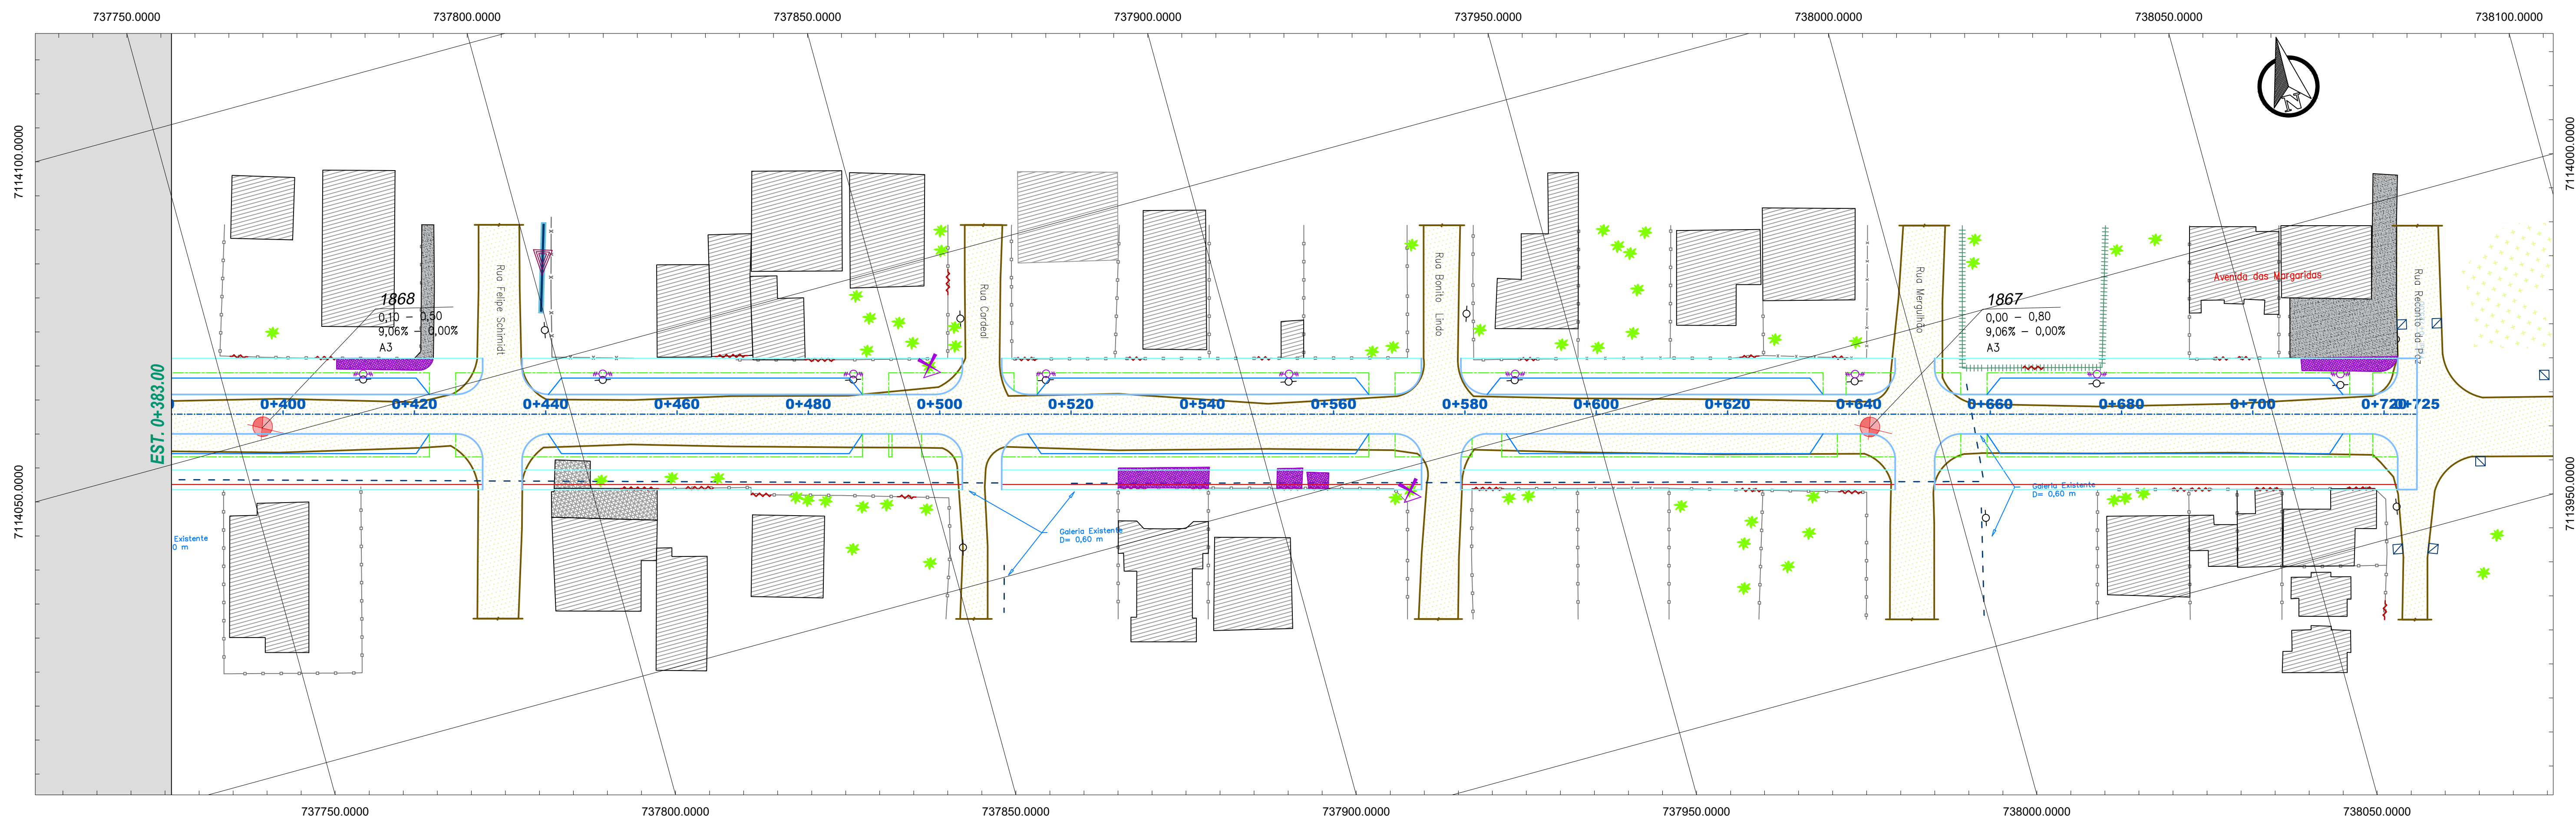 737750.0000
737800.0000
737850.0000
737900.0000
737950.0000
738000.0000
738050.0000
738100.0000
7114100.0000
7114050.0000
7114000.0000
7113950.0000
N
EST. 0+383.00
1868
0,10 - 0,50
9,06% - 0,00%
A3
Rua Felipe Schimidt
Rua Cardeal
Rua Bonito Lindo
Rua Mergulhão
1867
0,00 - 0,80
9,06% - 0,00%
A3
Avenida das Margaridas
Rua Recanto da Paz
0+400
0+420
0+440
0+460
0+480
0+500
0+520
0+540
0+560
0+580
0+600
0+620
0+640
0+660
0+680
0+700
0+720
0+725
Existente
0 m
Galeria Existente
D= 0,60 m
Galeria Existente
D= 0,60 m
737750.0000
737800.0000
737850.0000
737900.0000
737950.0000
738000.0000
738050.0000